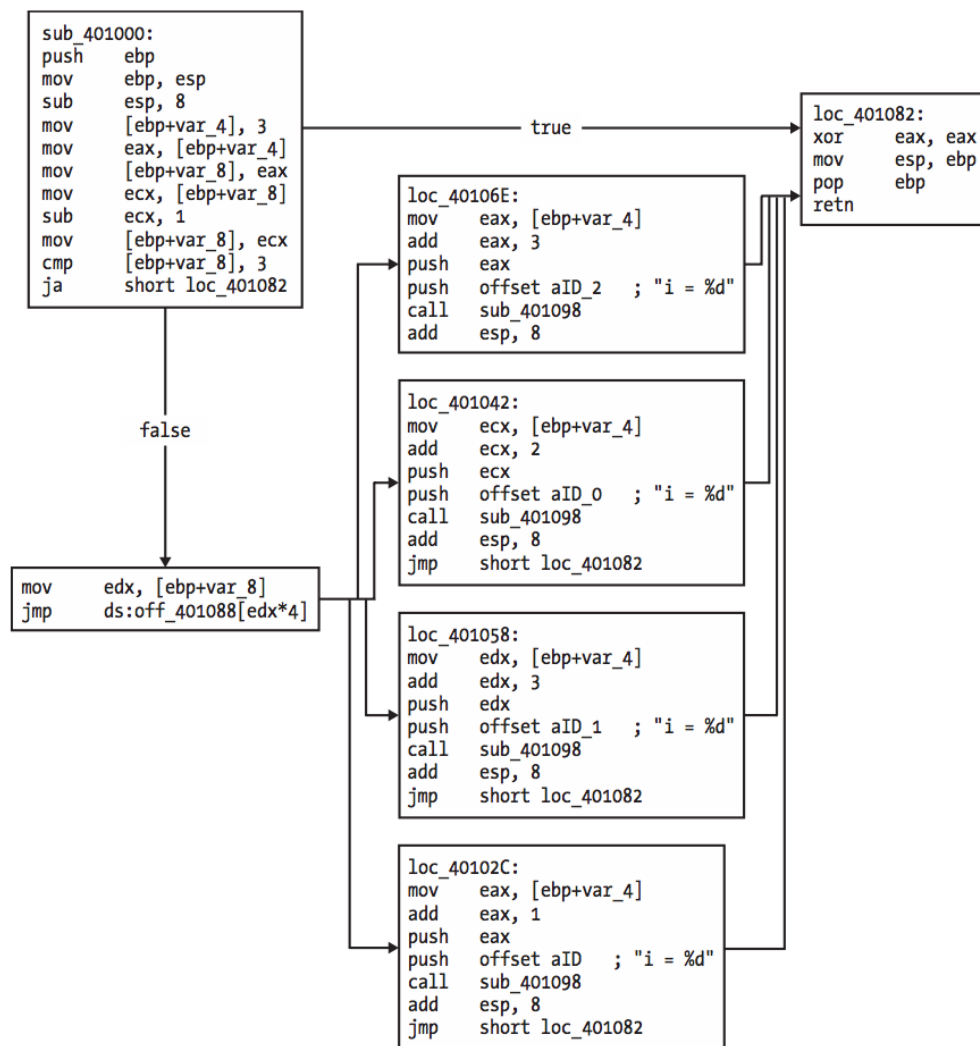 sub_401000:
push ebp
mov ebp, esp
sub esp, 8
mov [ebp+var_4], 3
mov eax, [ebp+var_4]
mov [ebp+var_8], eax
mov ecx, [ebp+var_8]
sub ecx, 1
mov [ebp+var_8], ecx
cmp [ebp+var_8], 3
ja short loc_401082
true
loc_401082:
xor eax, eax
mov esp, ebp
pop ebp
retn
false
mov edx, [ebp+var_8]
jmp ds:off_401088[edx*4]
loc_40106E:
mov eax, [ebp+var_4]
add eax, 3
push eax
push offset aID_2 ; "i = %d"
call sub_401098
add esp, 8
loc_401042:
mov ecx, [ebp+var_4]
add ecx, 2
push ecx
push offset aID_0 ; "i = %d"
call sub_401098
add esp, 8
jmp short loc_401082
loc_401058:
mov edx, [ebp+var_4]
add edx, 3
push edx
push offset aID_1 ; "i = %d"
call sub_401098
add esp, 8
jmp short loc_401082
loc_40102C:
mov eax, [ebp+var_4]
add eax, 1
push eax
push offset aID ; "i = %d"
call sub_401098
add esp, 8
jmp short loc_401082